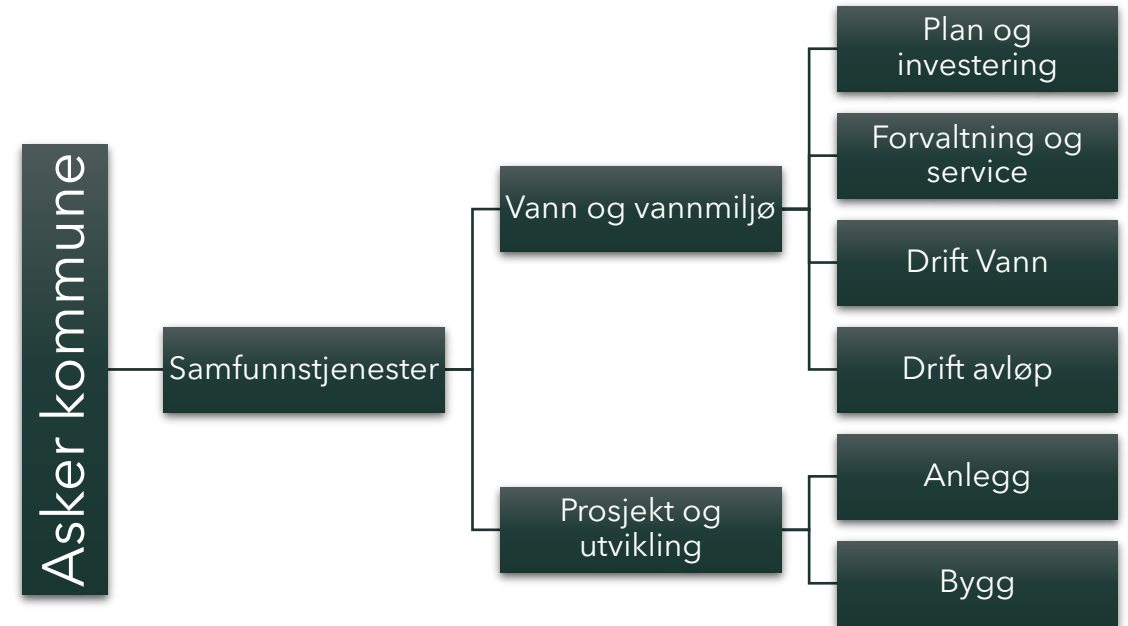 Asker kommune
Samfunnstjenester
Vann og vannmiljø
Plan og
investering
Forvaltning og
service
Drift Vann
Drift avløp
Prosjekt og
utvikling
Anlegg
Bygg